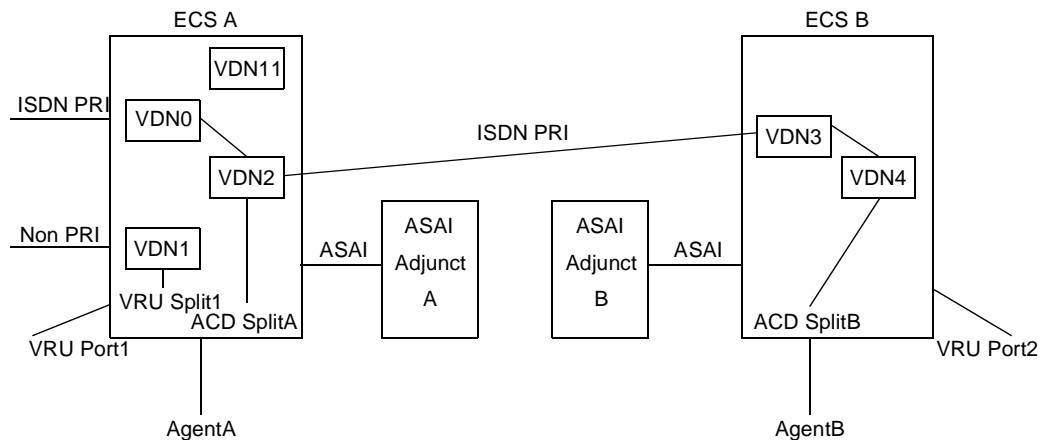 ECS A
ECS B
VDN11
ISDN PRI
VDN0
ISDN PRI
VDN3
VDN2
VDN4
Non PRI
VDN1
ASAI
ASAI
Adjunct
A
ASAI
Adjunct
B
ASAI
VRU Split1
ACD SplitA
ACD SplitB
VRU Port1
VRU Port2
AgentA
AgentB